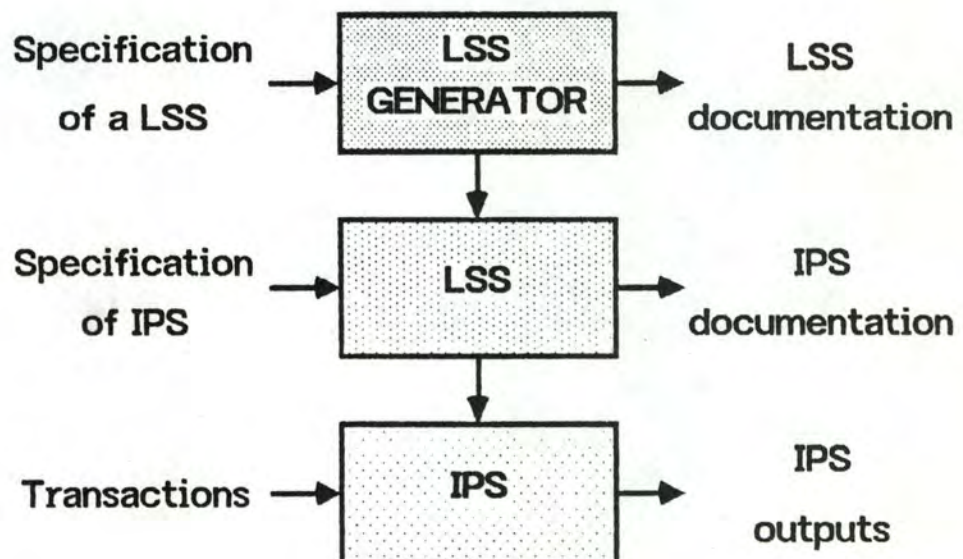 Specification
of a LSS
LSS
GENERATOR
LSS
documentation
Specification
of IPS
LSS
IPS
documentation
Transactions
IPS
IPS
outputs